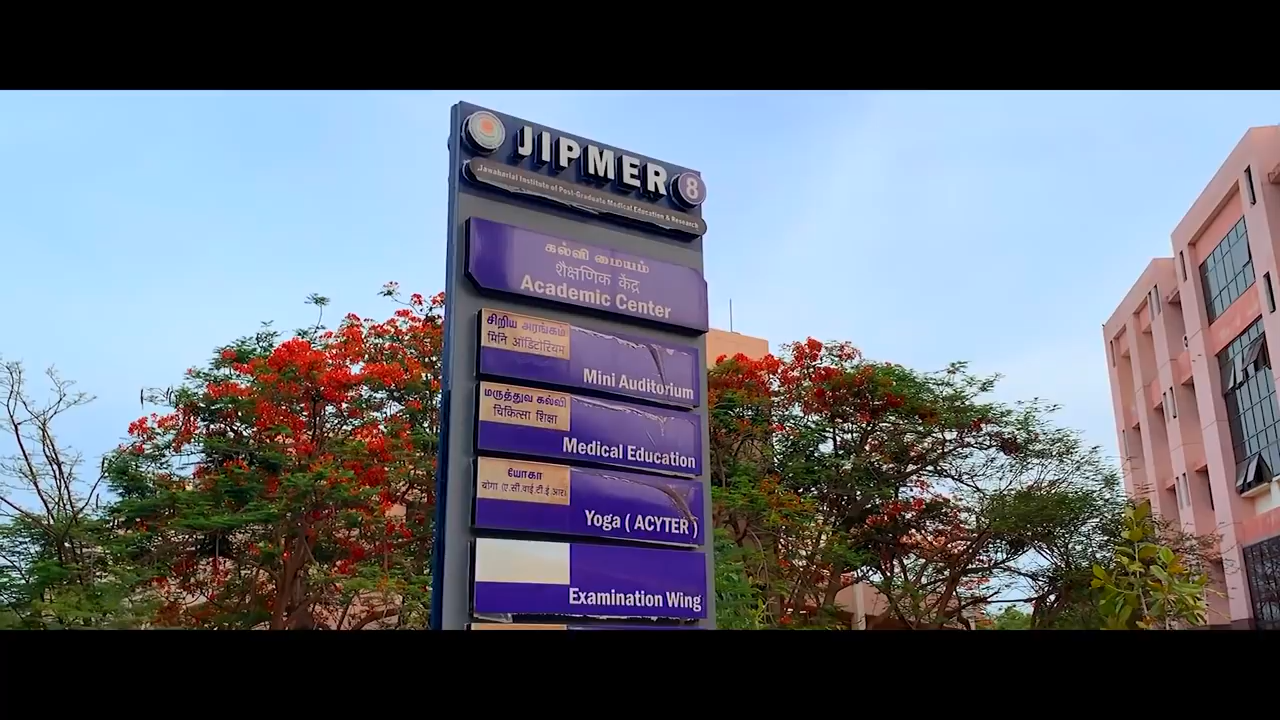 JIPMER 8
Jawaharlal Institute of Post-Graduate Medical Education & Research
கல்வி மையம்
शैक्षणिक केंद्र
Academic Center
சிறிய அரங்கம்
मिनि ऑडिटोरियम
Mini Auditorium
மருத்துவ கல்வி
चिकित्सा शिक्षा
Medical Education
யோகா
योगा (ए.सी.वाई.टी.ई.आर)
Yoga ( ACYTER )
Examination Wing